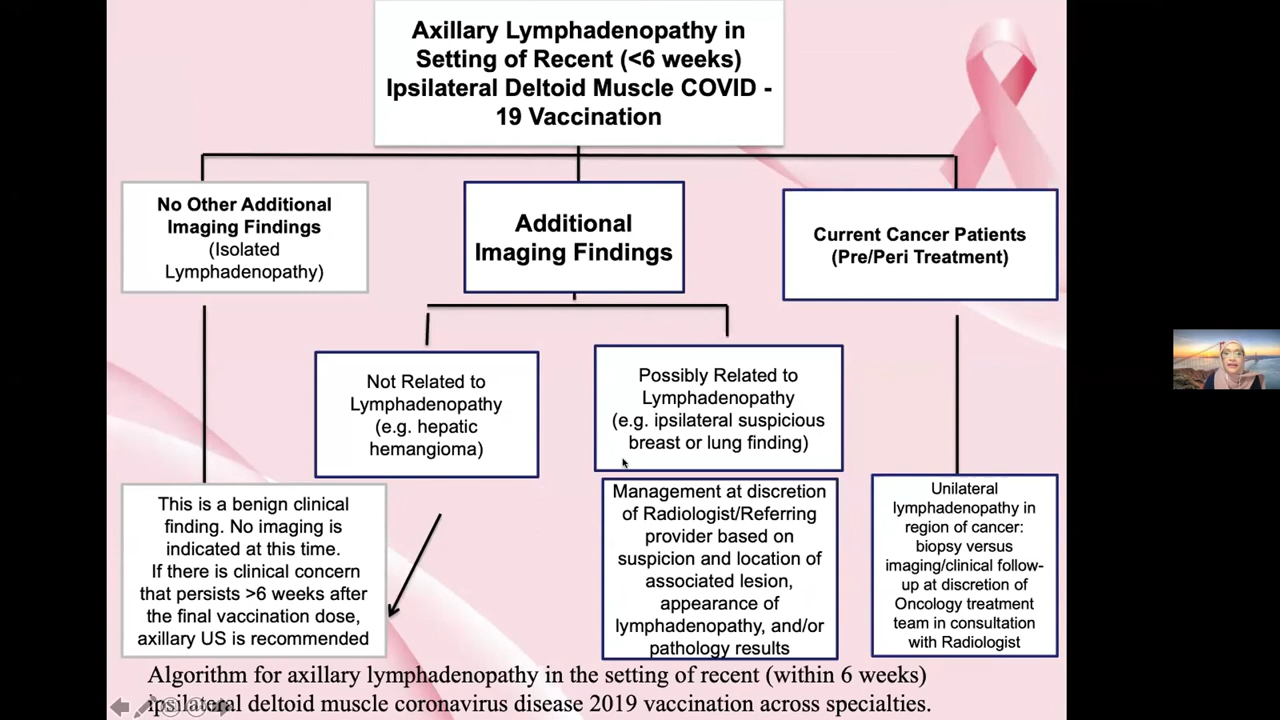 Axillary Lymphadenopathy in
Setting of Recent (<6 weeks)
Ipsilateral Deltoid Muscle COVID -
19 Vaccination
No Other Additional
Imaging Findings
(Isolated
Lymphadenopathy)
Additional
Imaging Findings
Current Cancer Patients
(Pre/Peri Treatment)
Not Related to
Lymphadenopathy
(e.g. hepatic
hemangioma)
Possibly Related to
Lymphadenopathy
(e.g. ipsilateral suspicious
breast or lung finding)
This is a benign clinical
finding. No imaging is
indicated at this time.
If there is clinical concern
that persists >6 weeks after
the final vaccination dose,
axillary US is recommended
Management at discretion
of Radiologist/Referring
provider based on
suspicion and location of
associated lesion,
appearance of
lymphadenopathy, and/or
pathology results
Unilateral
lymphadenopathy in
region of cancer:
biopsy versus
imaging/clinical follow-
up at discretion of
Oncology treatment
team in consultation
with Radiologist
Algorithm for axillary lymphadenopathy in the setting of recent (within 6 weeks)
ipsilateral deltoid muscle coronavirus disease 2019 vaccination across specialties.